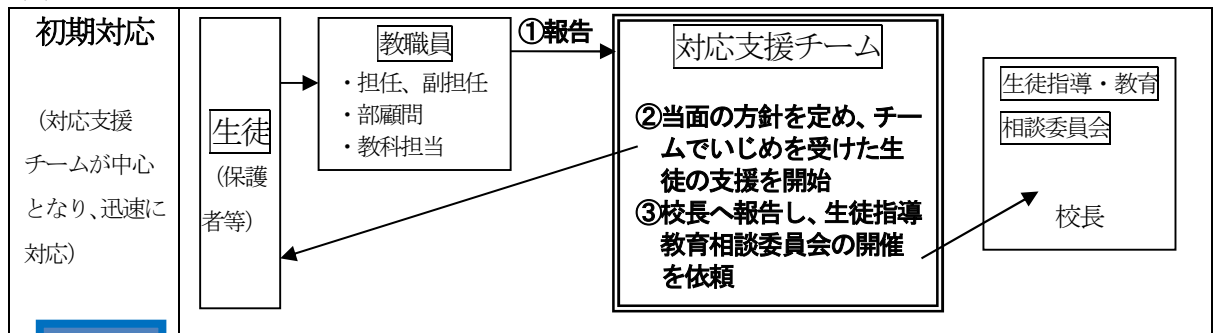 初期対応
（対応支援
チームが中心
となり、迅速に
対応）
生徒
（保護
者等）
教職員
・担任、副担任
・部顧問
・教科担当
①報告
対応支援チーム
②当面の方針を定め、チー
ムでいじめを受けた生
徒の支援を開始
③校長へ報告し、生徒指導
教育相談委員会の開催
を依頼
生徒指導・教育
相談委員会
校長